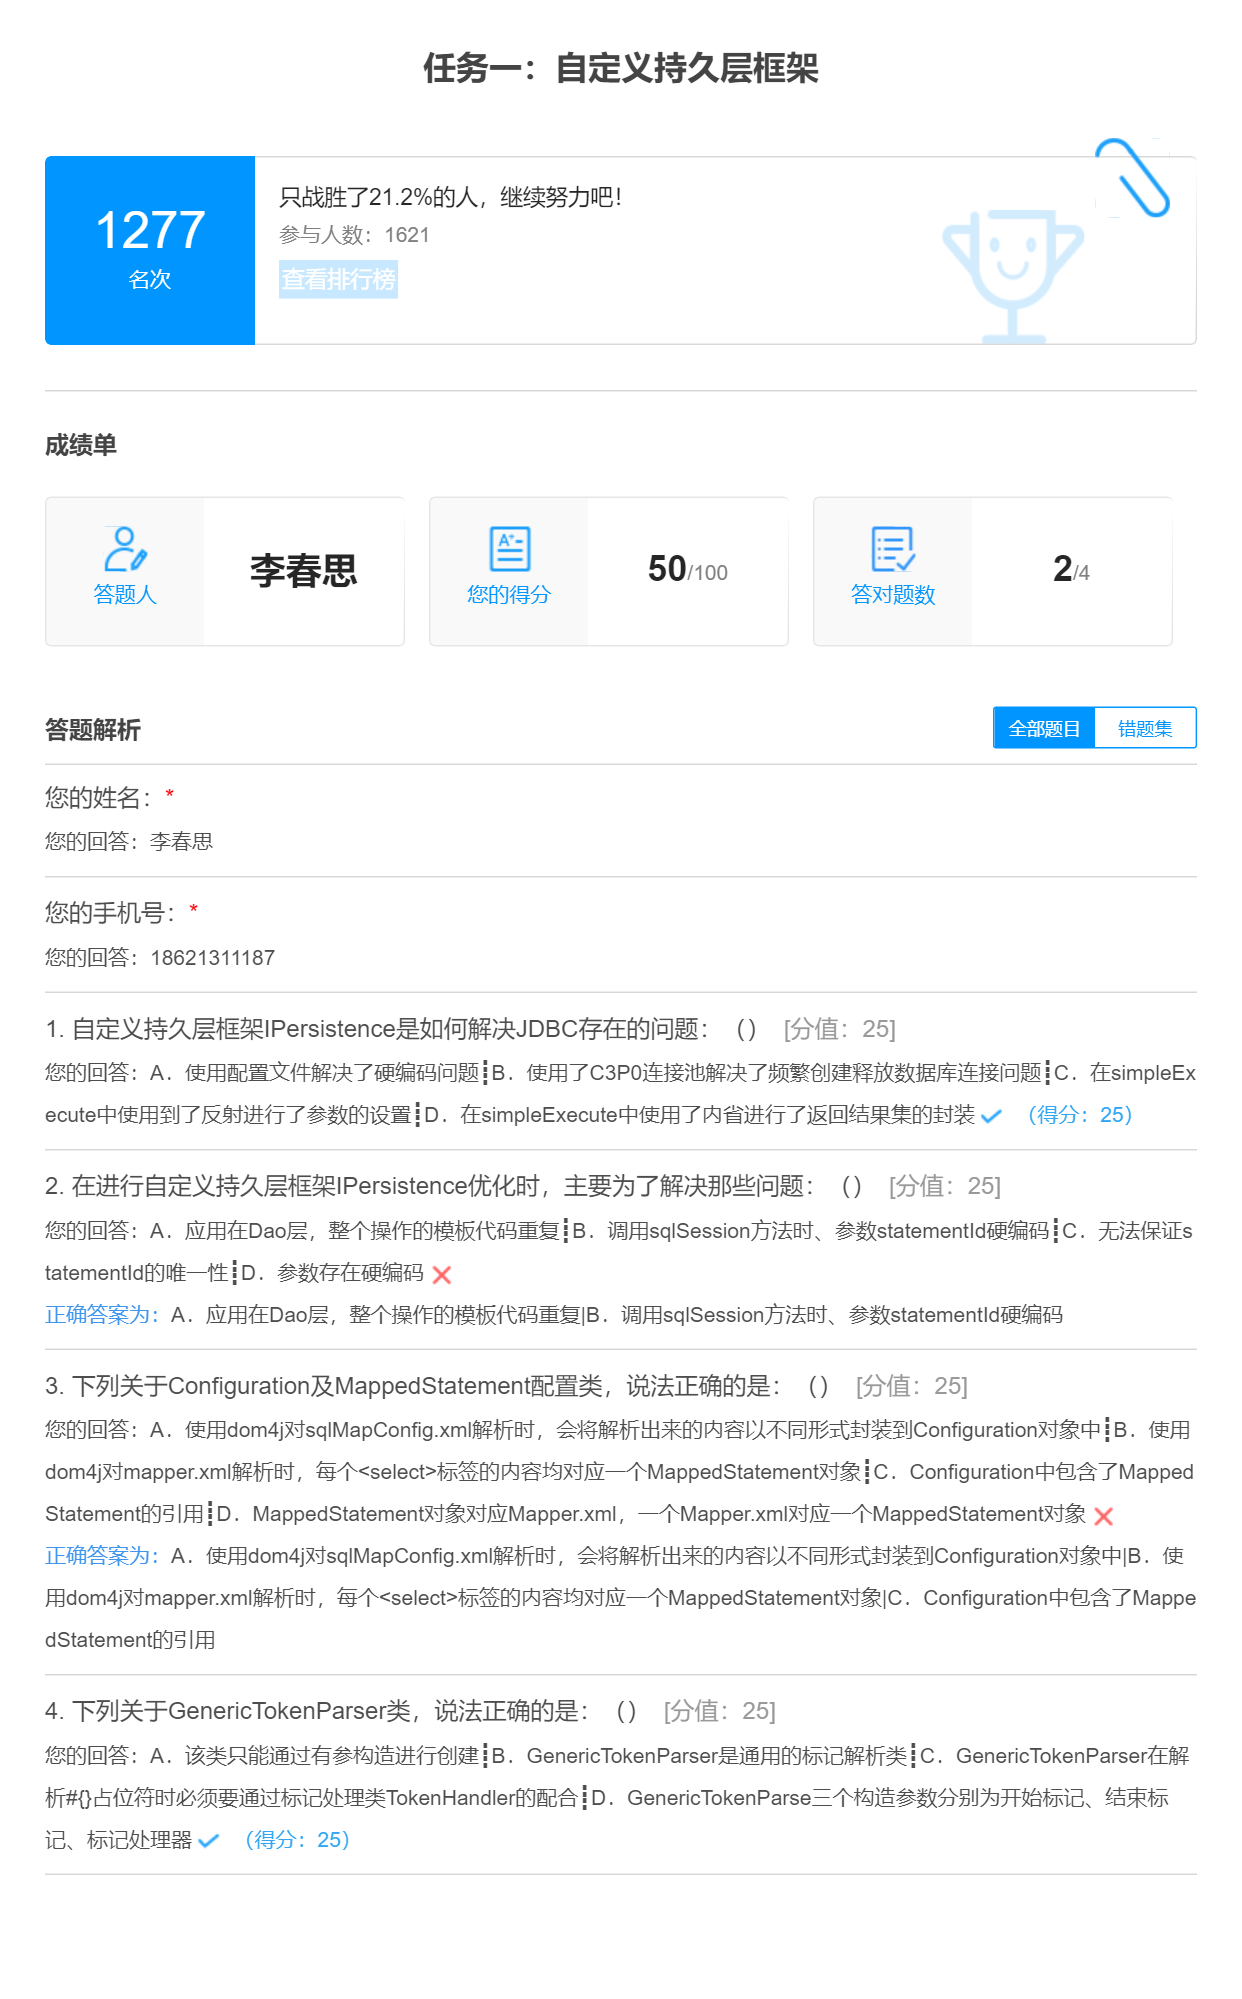 任务一：自定义持久层框架
1277
名次
只战胜了21.2%的人，继续努力吧！
参与人数：1621
查看排行榜
成绩单
答题人
李春思
您的得分
50/100
答对题数
2/4
答题解析
全部题目
错题集
您的姓名：*
您的回答：李春思
您的手机号：*
您的回答：18621311187
1. 自定义持久层框架IPersistence是如何解决JDBC存在的问题：（） [分值：25]
您的回答：A．使用配置文件解决了硬编码问题┋B．使用了C3P0连接池解决了频繁创建释放数据库连接问题┋C．在simpleEx
ecute中使用到了反射进行了参数的设置┋D．在simpleExecute中使用了内省进行了返回结果集的封装 （得分：25）
2. 在进行自定义持久层框架IPersistence优化时，主要为了解决那些问题：（） [分值：25]
您的回答：A．应用在Dao层，整个操作的模板代码重复┋B．调用sqlSession方法时、参数statementId硬编码┋C．无法保证s
tatementId的唯一性┋D．参数存在硬编码
正确答案为：A．应用在Dao层，整个操作的模板代码重复|B．调用sqlSession方法时、参数statementId硬编码
3. 下列关于Configuration及MappedStatement配置类，说法正确的是：（） [分值：25]
您的回答：A．使用dom4j对sqlMapConfig.xml解析时，会将解析出来的内容以不同形式封装到Configuration对象中┋B．使用
dom4j对mapper.xml解析时，每个<select>标签的内容均对应一个MappedStatement对象┋C．Configuration中包含了Mapped
Statement的引用┋D．MappedStatement对象对应Mapper.xml，一个Mapper.xml对应一个MappedStatement对象
正确答案为：A．使用dom4j对sqlMapConfig.xml解析时，会将解析出来的内容以不同形式封装到Configuration对象中|B．使
用dom4j对mapper.xml解析时，每个<select>标签的内容均对应一个MappedStatement对象|C．Configuration中包含了Mappe
dStatement的引用
4. 下列关于GenericTokenParser类，说法正确的是：（） [分值：25]
您的回答：A．该类只能通过有参构造进行创建┋B．GenericTokenParser是通用的标记解析类┋C．GenericTokenParser在解
析#{}占位符时必须要通过标记处理类TokenHandler的配合┋D．GenericTokenParse三个构造参数分别为开始标记、结束标
记、标记处理器 （得分：25）